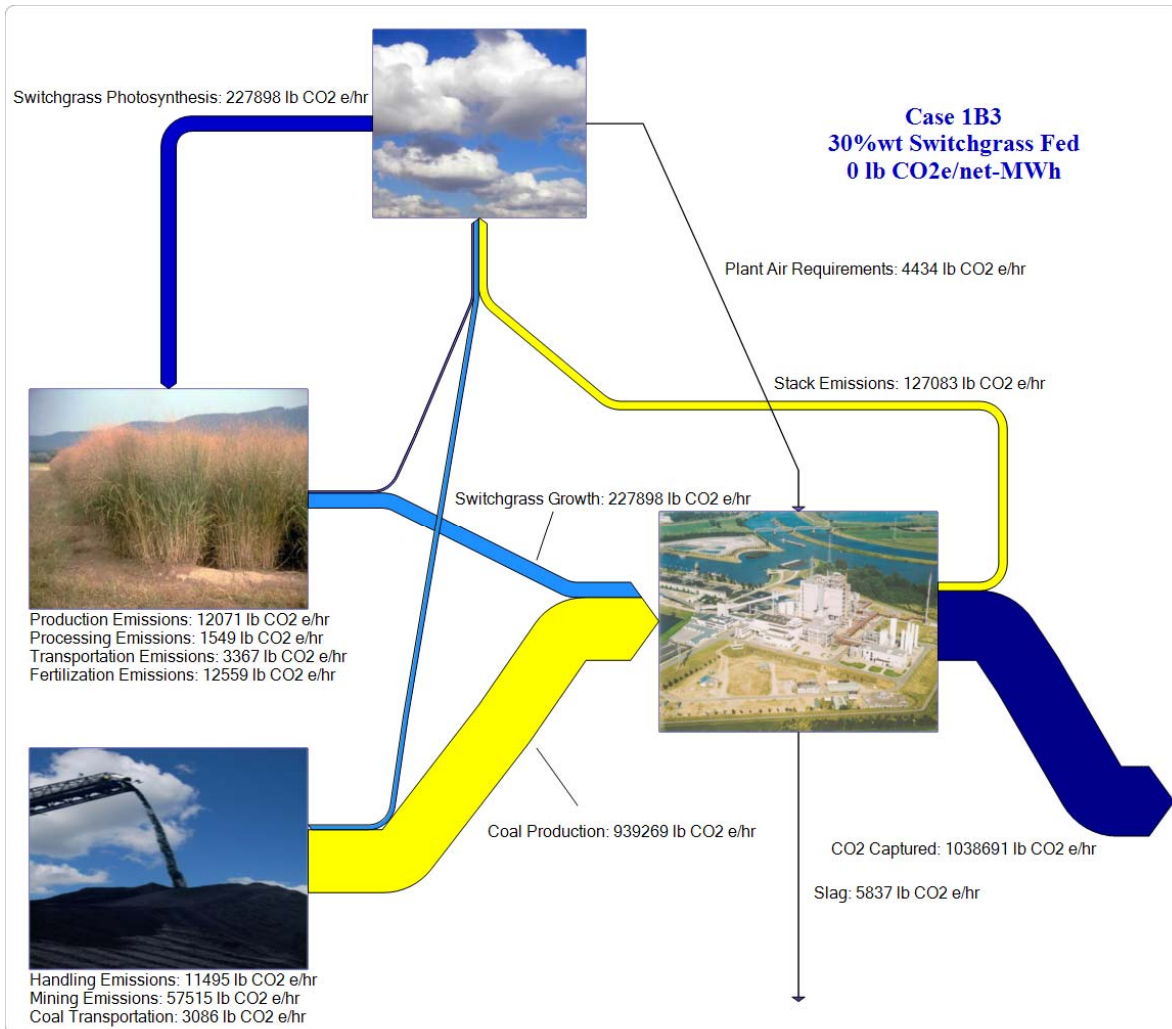 Switchgrass Photosynthesis: 227898 lb CO2 e/hr
Case 1B3
30%wt Switchgrass Fed
0 lb CO2e/net-MWh
Plant Air Requirements: 4434 lb CO2 e/hr
Stack Emissions: 127083 lb CO2 e/hr
Switchgrass Growth: 227898 lb CO2 e/hr
Production Emissions: 12071 lb CO2 e/hr
Processing Emissions: 1549 lb CO2 e/hr
Transportation Emissions: 3367 lb CO2 e/hr
Fertilization Emissions: 12559 lb CO2 e/hr
Coal Production: 939269 lb CO2 e/hr
CO2 Captured: 1038691 lb CO2 e/hr
Slag: 5837 lb CO2 e/hr
Handling Emissions: 11495 lb CO2 e/hr
Mining Emissions: 57515 lb CO2 e/hr
Coal Transportation: 3086 lb CO2 e/hr